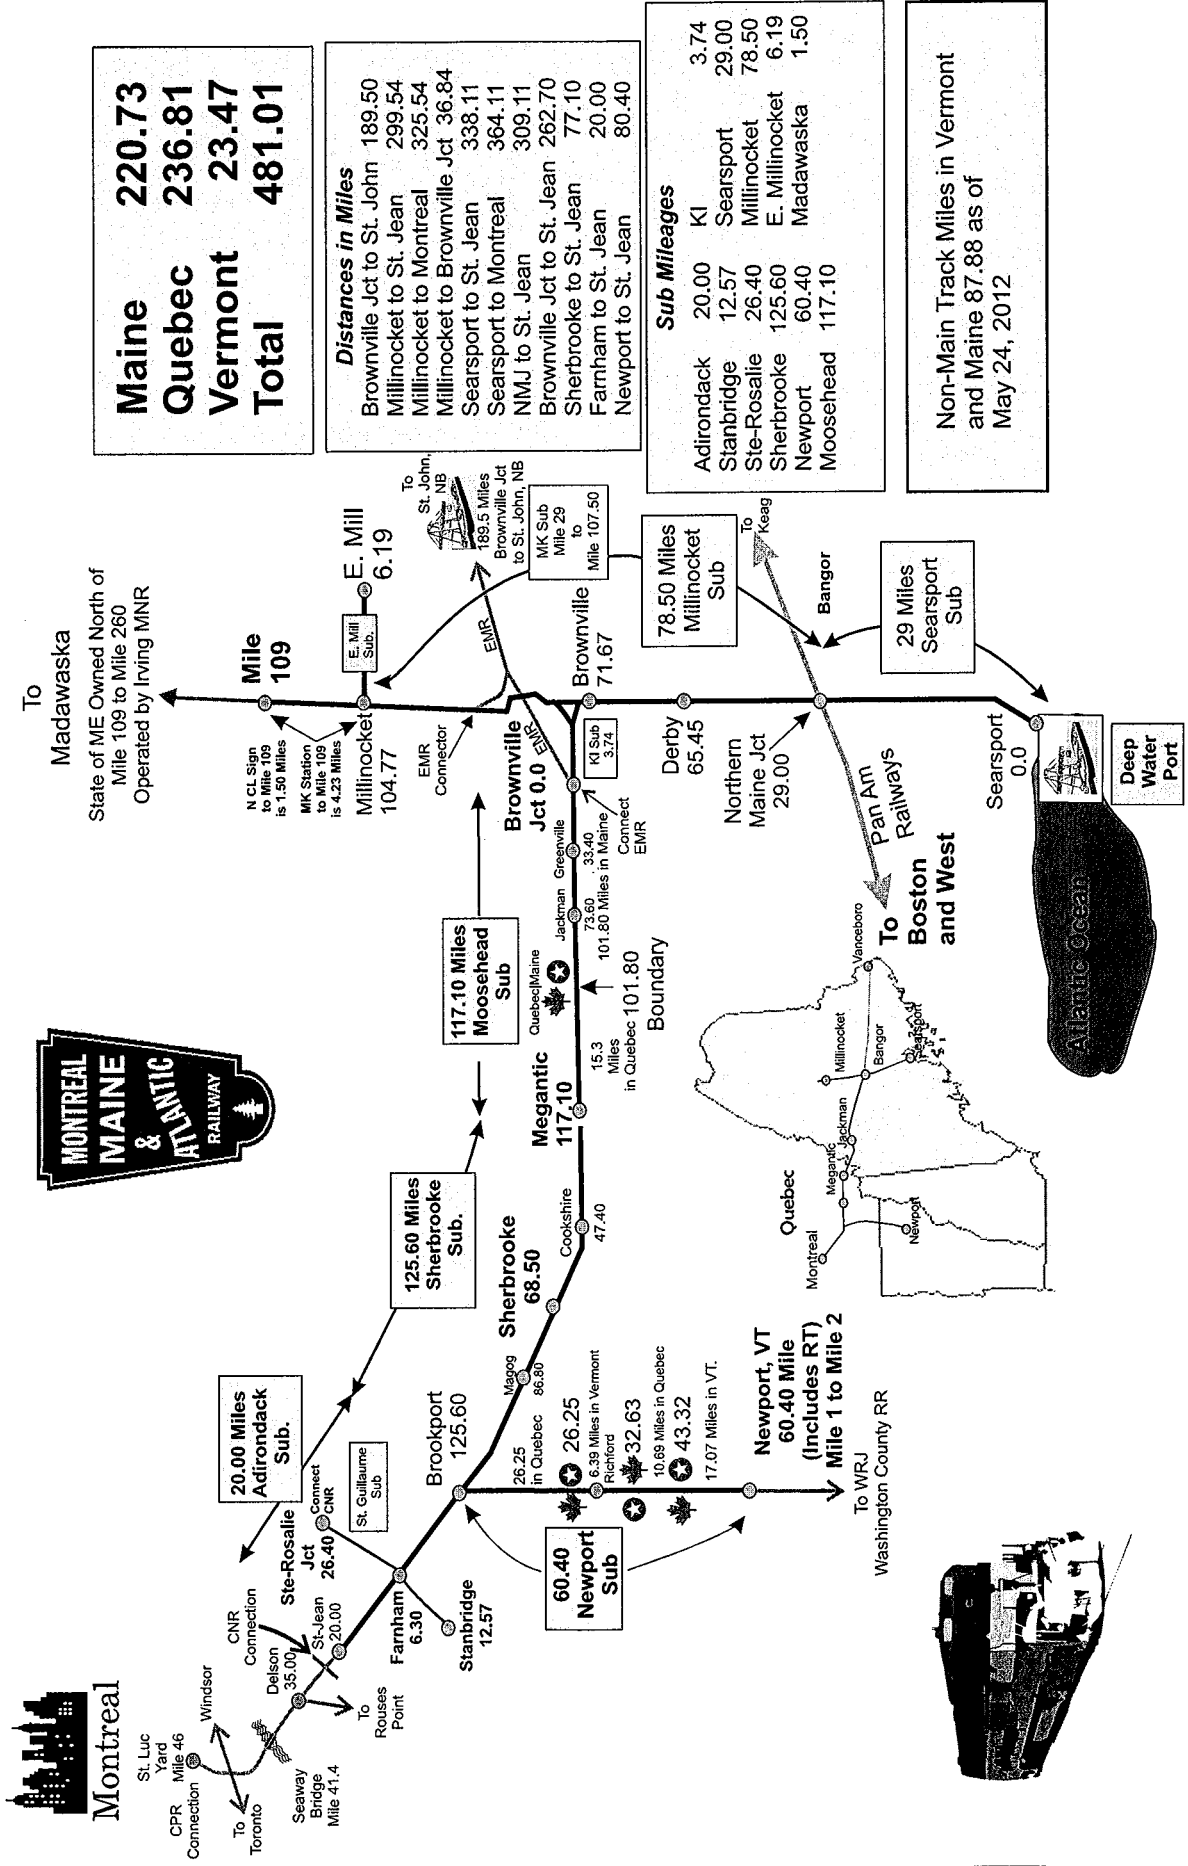 Montreal
MONTREAL
MAINE
&
ATLANTIC
RAILWAY
To
Madawaska
State of ME Owned North of
Mile 109 to Mile 260
Operated by Irving MNR
Maine 220.73
Quebec 236.81
Vermont 23.47
Total 481.01
Distances in Miles
Brownville Jct to St. John 189.50
Millinocket to St. Jean 299.54
Millinocket to Montreal 325.54
Millinocket to Brownville Jct 36.84
Searsport to St. Jean 338.11
Searsport to Montreal 364.11
NMJ to St. Jean 309.11
Brownville Jct to St. Jean 262.70
Sherbrooke to St. Jean 77.10
Farnham to St. Jean 20.00
Newport to St. Jean 80.40
Sub Mileages
Adirondack 20.00 KI 3.74
Stanbridge 12.57 Searsport 29.00
Ste-Rosalie 26.40 Millinocket 78.50
Sherbrooke 125.60 E. Millinocket 6.19
Newport 60.40 Madawaska 1.50
Moosehead 117.10
Non-Main Track Miles in Vermont
and Maine 87.88 as of
May 24, 2012
St. Luc
Yard
Mile 46
CPR
Connection
Windsor
To
Toronto
Seaway
Bridge
Mile 41.4
CNR
Connection
Delson
35.00
St-Jean
20.00
To
Rouses
Point
Ste-Rosalie
Jct
26.40
Connect
CNR
St. Guillaume
Sub
Farnham
6.30
Stanbridge
12.57
20.00 Miles
Adirondack
Sub.
Brookport
125.60
125.60 Miles
Sherbrooke
Sub.
Magog
86.80
Sherbrooke
68.50
Cookshire
47.40
Megantic
117.10
117.10 Miles
Moosehead
Sub
26.25
in Quebec
26.25
6.39 Miles in Vermont
Richford
32.63
10.69 Miles in Quebec
43.32
17.07 Miles in VT.
60.40
Newport
Sub
Newport, VT
60.40 Mile
(Includes RT)
Mile 1 to Mile 2
To WRJ
Washington County RR
Quebec|Maine
15.3
Miles
in Quebec
101.80
Boundary
Jackman
73.60
101.80 Miles in Maine
Greenville
33.40
Connect
EMR
Brownville
Jct 0.0
EMR
KI Sub
3.74
EMR
Connector
EMR
N CL Sign
to Mile 109
is 1.50 Miles
MK Station
to Mile 109
is 4.23 Miles
Mile
109
Millinocket
104.77
E. Mill
Sub.
E. Mill
6.19
To
St. John,
NB
189.5 Miles
Brownville Jct
to St. John, NB
MK Sub
Mile 29
to
Mile 107.50
Brownville
71.67
Derby
65.45
78.50 Miles
Millinocket
Sub
To
Keag
Bangor
Northern
Maine Jct
29.00
Pan Am
Railways
To
Boston
and West
29 Miles
Searsport
Sub
Searsport
0.0
Deep
Water
Port
Atlantic Ocean
Quebec
Montreal
Newport
Megantic
Jackman
Millinocket
Bangor
Searsport
Vanceboro